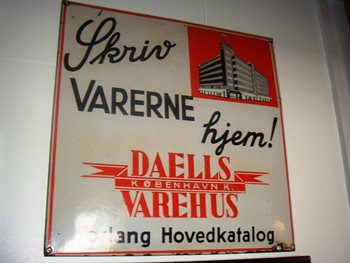 Skriv
VARERNE
hjem!
DAELLS
KØBENHAVN K.
VAREHUS
Hovedkatalog